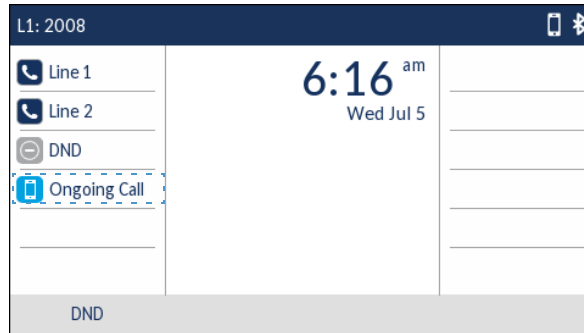 L1: 2008
Line 1
Line 2
DND
Ongoing Call
6:16 am
Wed Jul 5
DND